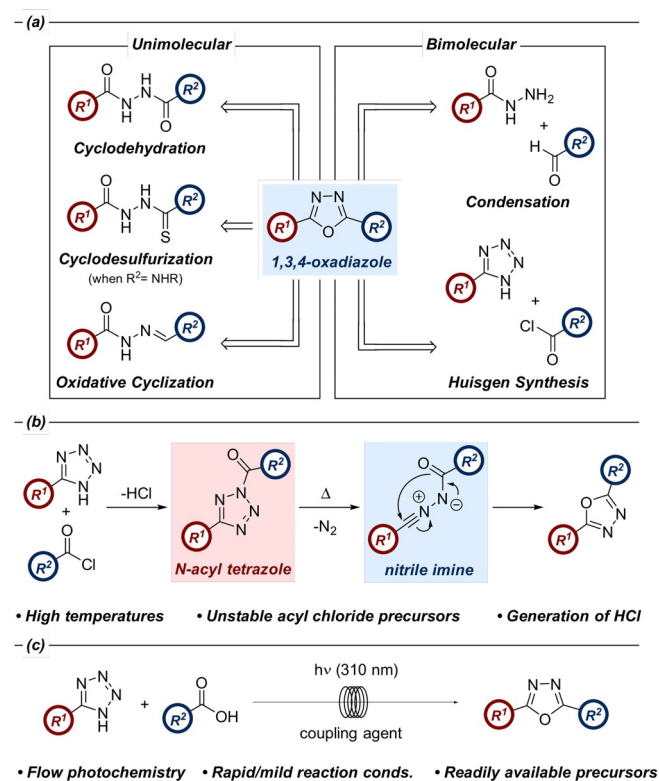 (a)
Unimolecular
Bimolecular
R1 O H N N H O R2
Cyclodehydration
R1 O H N N H S R2
Cyclodesulfurization
(when R2= NHR)
R1 O N H N R2
Oxidative Cyclization
N N
R1 O R2
1,3,4-oxadiazole
O
R1 N H NH2
+
H O R2
Condensation
N N N N H
R1
+
Cl O R2
Huisgen Synthesis
(b)
N N N N H
R1
+
O
R2 Cl
-HCl
O R2
N N N N
R1
N-acyl tetrazole
Δ
-N2
O R2
+ N N −
R1
nitrile imine
R2
O N N
R1
• High temperatures
• Unstable acyl chloride precursors
• Generation of HCl
(c)
N N N N H
R1
+
O
R2 OH
hν (310 nm)
coupling agent
N N
R1 O R2
• Flow photochemistry
• Rapid/mild reaction conds.
• Readily available precursors